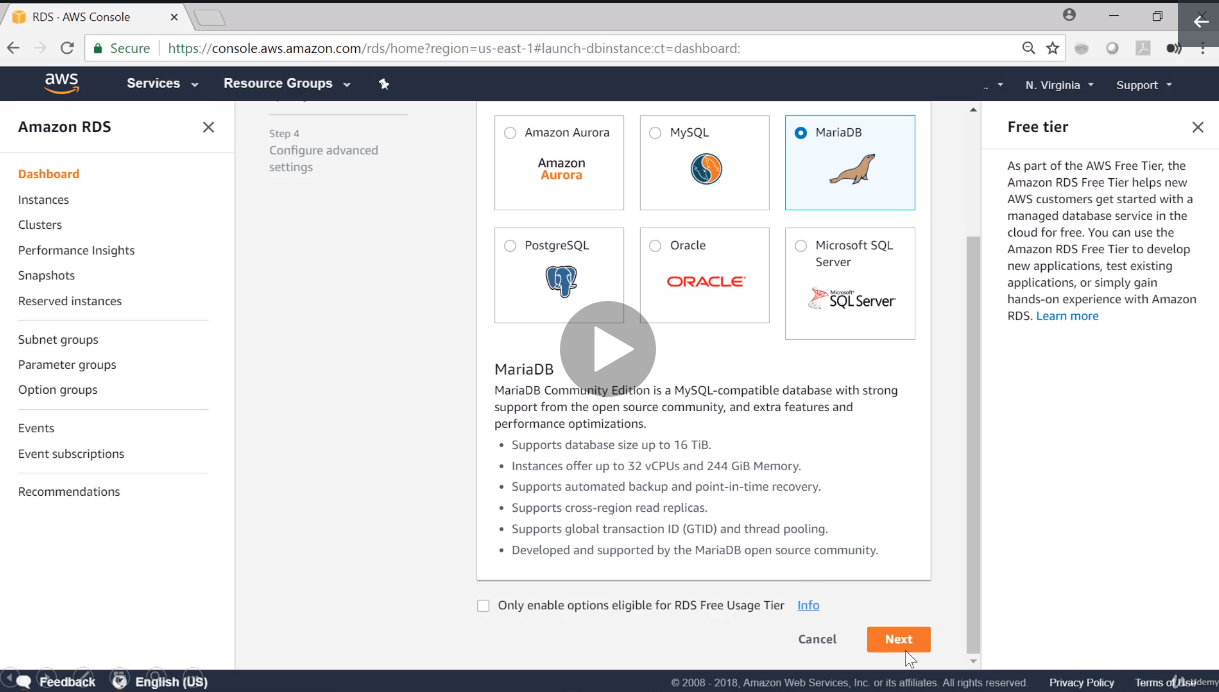 RDS · AWS Console
Secure
https://console.aws.amazon.com/rds/home?region=us-east-1#launch-dbinstance:ct=dashboard:
aws
Services
Resource Groups
N. Virginia
Support
Amazon RDS
Dashboard
Instances
Clusters
Performance Insights
Snapshots
Reserved instances
Subnet groups
Parameter groups
Option groups
Events
Event subscriptions
Recommendations
Step 4
Configure advanced
settings
Amazon Aurora
Amazon
Aurora
MySQL
MariaDB
PostgreSQL
Oracle
ORACLE
Microsoft SQL
Server
Microsoft
SQL Server
MariaDB
MariaDB Community Edition is a MySQL-compatible database with strong
support from the open source community, and extra features and
performance optimizations.
• Supports database size up to 16 TiB.
• Instances offer up to 32 vCPUs and 244 GiB Memory.
• Supports automated backup and point-in-time recovery.
• Supports cross-region read replicas.
• Supports global transaction ID (GTID) and thread pooling.
• Developed and supported by the MariaDB open source community.
Only enable options eligible for RDS Free Usage Tier Info
Cancel
Next
Free tier
As part of the AWS Free Tier, the
Amazon RDS Free Tier helps new
AWS customers get started with a
managed database service in the
cloud for free. You can use the
Amazon RDS Free Tier to develop
new applications, test existing
applications, or simply gain
hands-on experience with Amazon
RDS. Learn more
Feedback
English (US)
© 2008 - 2018, Amazon Web Services, Inc. or its affiliates. All rights reserved.
Privacy Policy
Terms of Use